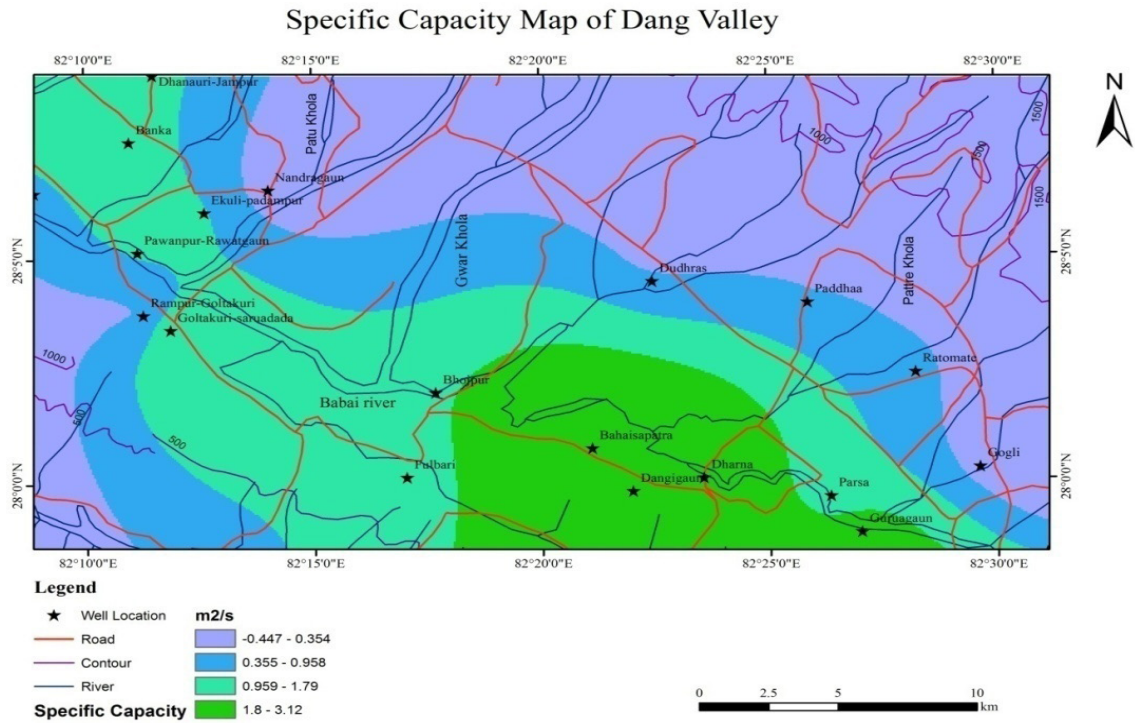 Specific Capacity Map of Dang Valley
82°10'0"E
82°15'0"E
82°20'0"E
82°25'0"E
82°30'0"E
N
Dhanauri-Jampur
Banka
Patu Khola
1000
1500
1500
1500
Nandragaun
Ekuli-padampur
Gwar Khola
Pawanpur-Rawatgaun
28°5'0"N
28°5'0"N
Dudhras
Pattre Khola
Paddhaa
Rampur-Goltakuri
Goltakuri-saruadada
1000
Ratomate
Bhojpur
Babai river
500
500
Bahaisapatra
Gogli
Pulbari
Dangigaun
Dharna
Parsa
28°0'0"N
28°0'0"N
Guruagaun
82°10'0"E
82°15'0"E
82°20'0"E
82°25'0"E
82°30'0"E
Legend
Well Location
Road
Contour
River
Specific Capacity
m2/s
-0.447 - 0.354
0.355 - 0.958
0.959 - 1.79
1.8 - 3.12
0 2.5 5 10
km